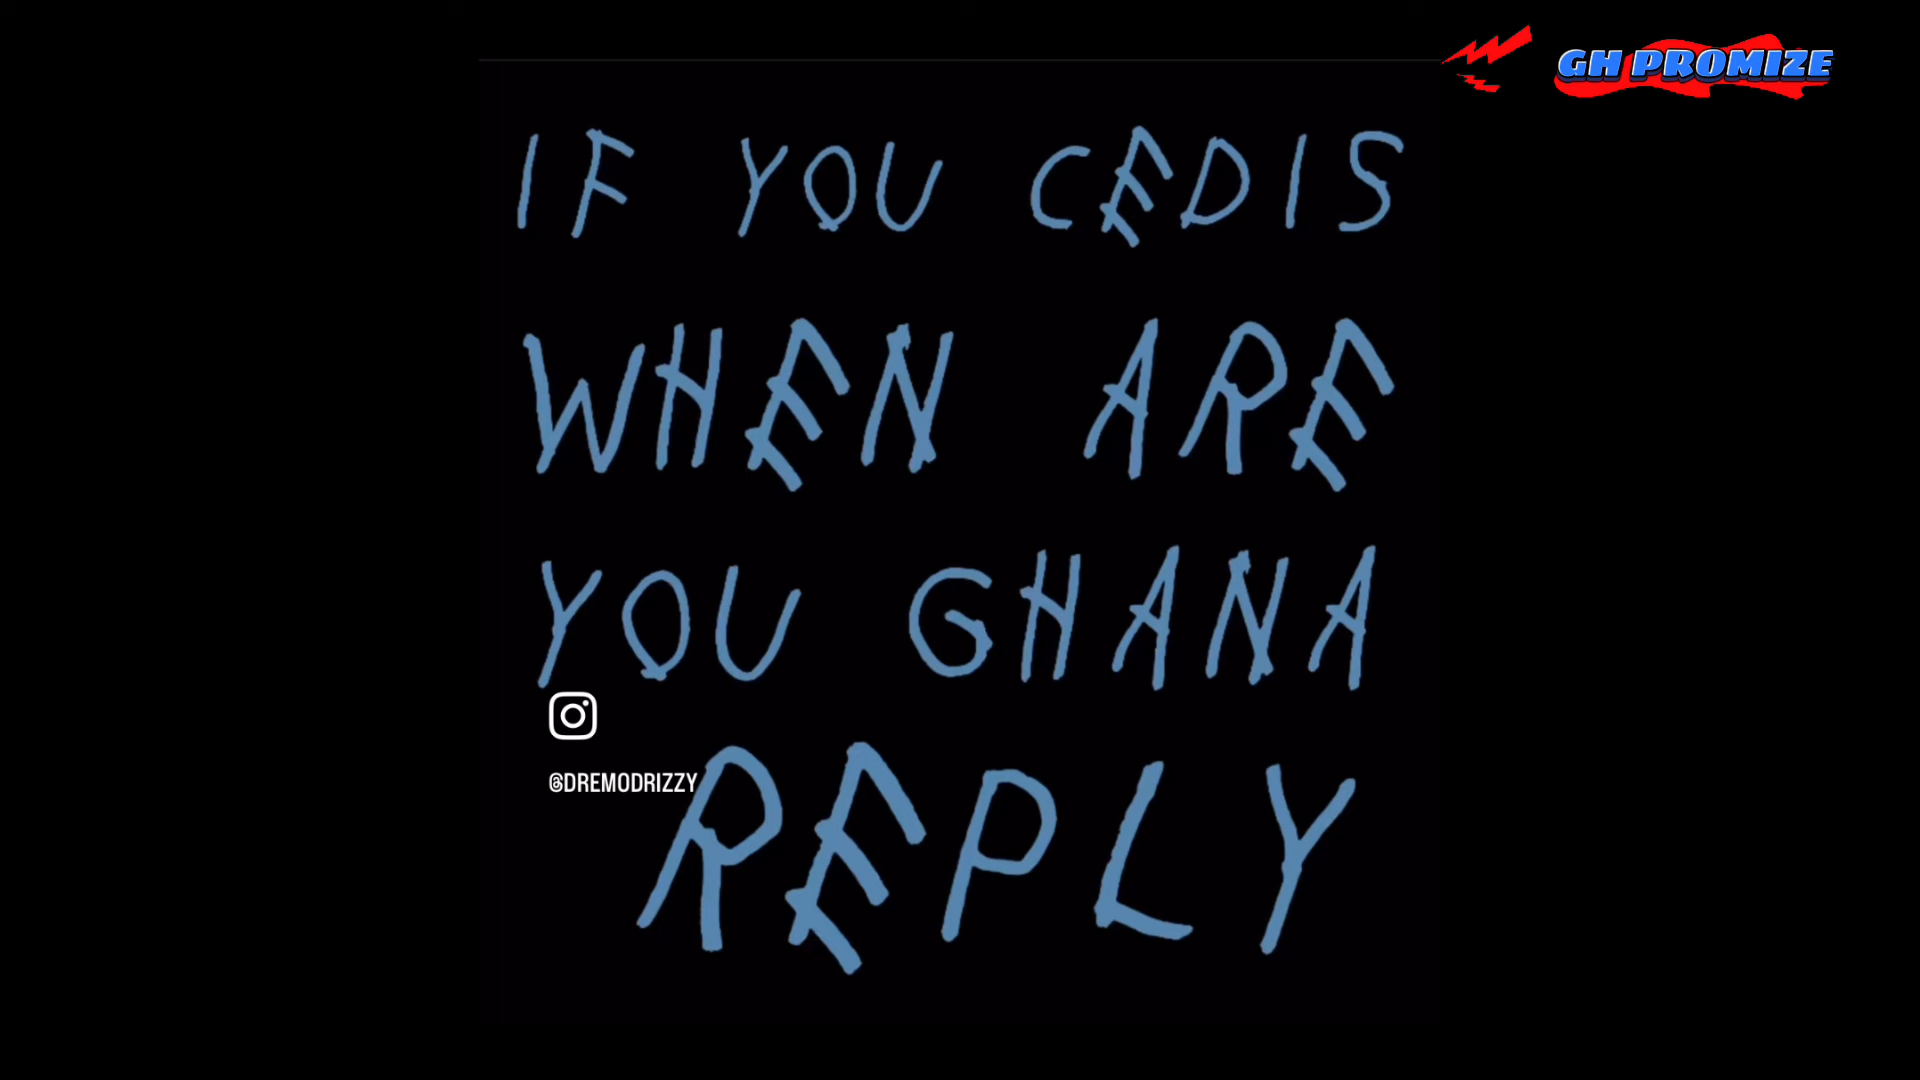 GH PROMIZE
IF YOU CEDIS
WHEN ARE
YOU GHANA
@DREMODRIZZY
REPLY